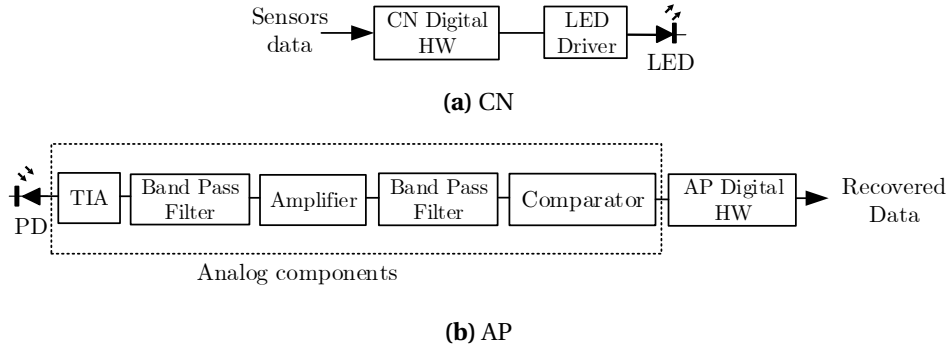 Sensors
data
CN Digital
HW
LED
Driver
LED
(a) CN
PD
TIA
Band Pass
Filter
Amplifier
Band Pass
Filter
Comparator
AP Digital
HW
Recovered
Data
Analog components
(b) AP